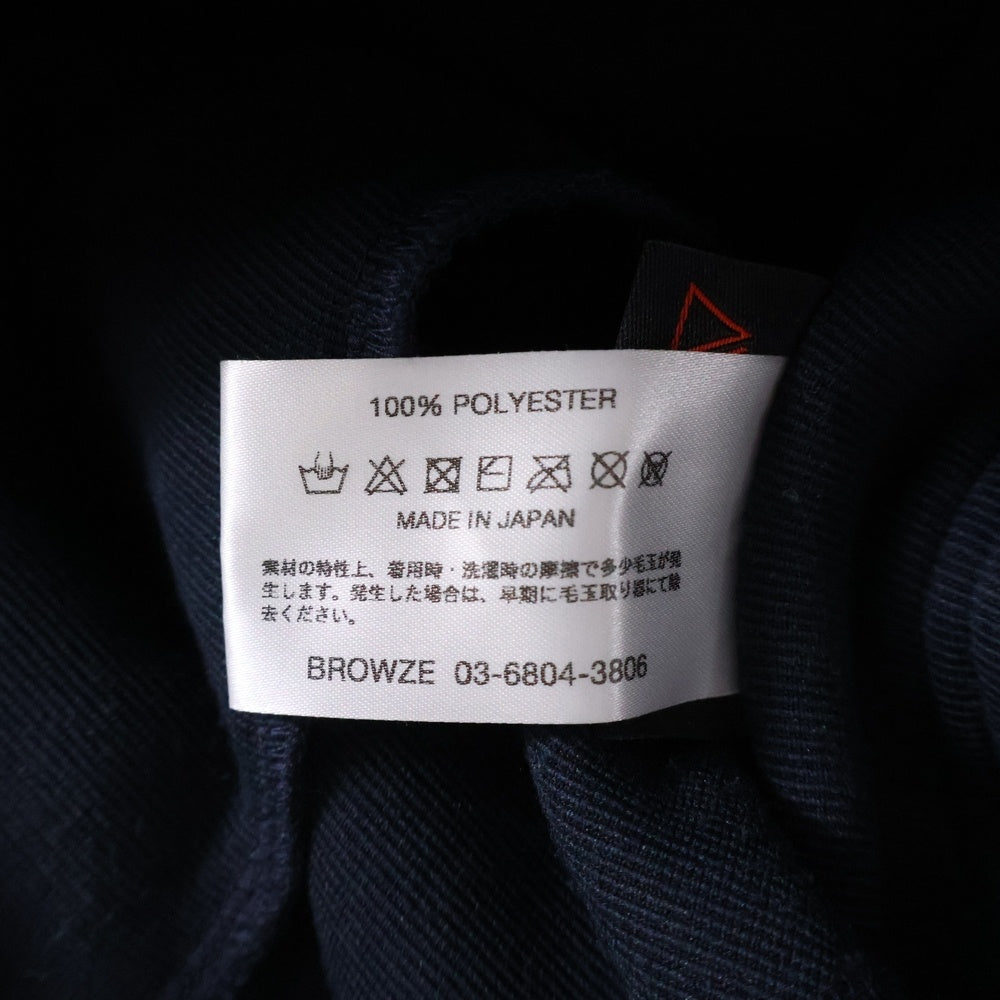 100% POLYESTER
MADE IN JAPAN
素材の特性上、着用時・洗濯時の摩擦で多少毛玉が発
生します。発生した場合は、早期に毛玉取り器にて除
去ください。
BROWZE 03-6804-3806